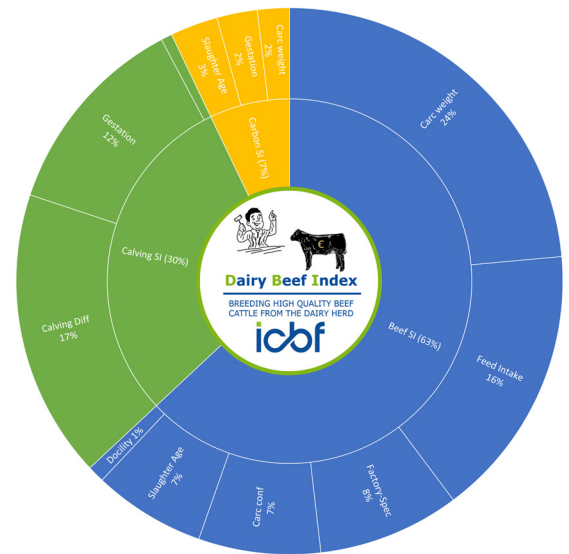 Carc weight
24%
Feed Intake
16%
Factory-Spec
8%
Carc conf
7%
Slaughter Age
7%
Docility 1%
Calving Diff
17%
Gestation
12%
Slaughter Age
3%
Gestation
2%
Carc weight
2%
Beef SI (63%)
Calving SI (30%)
Carbon SI (7%)
€
Dairy Beef Index
BREEDING HIGH QUALITY BEEF
CATTLE FROM THE DAIRY HERD
icbf